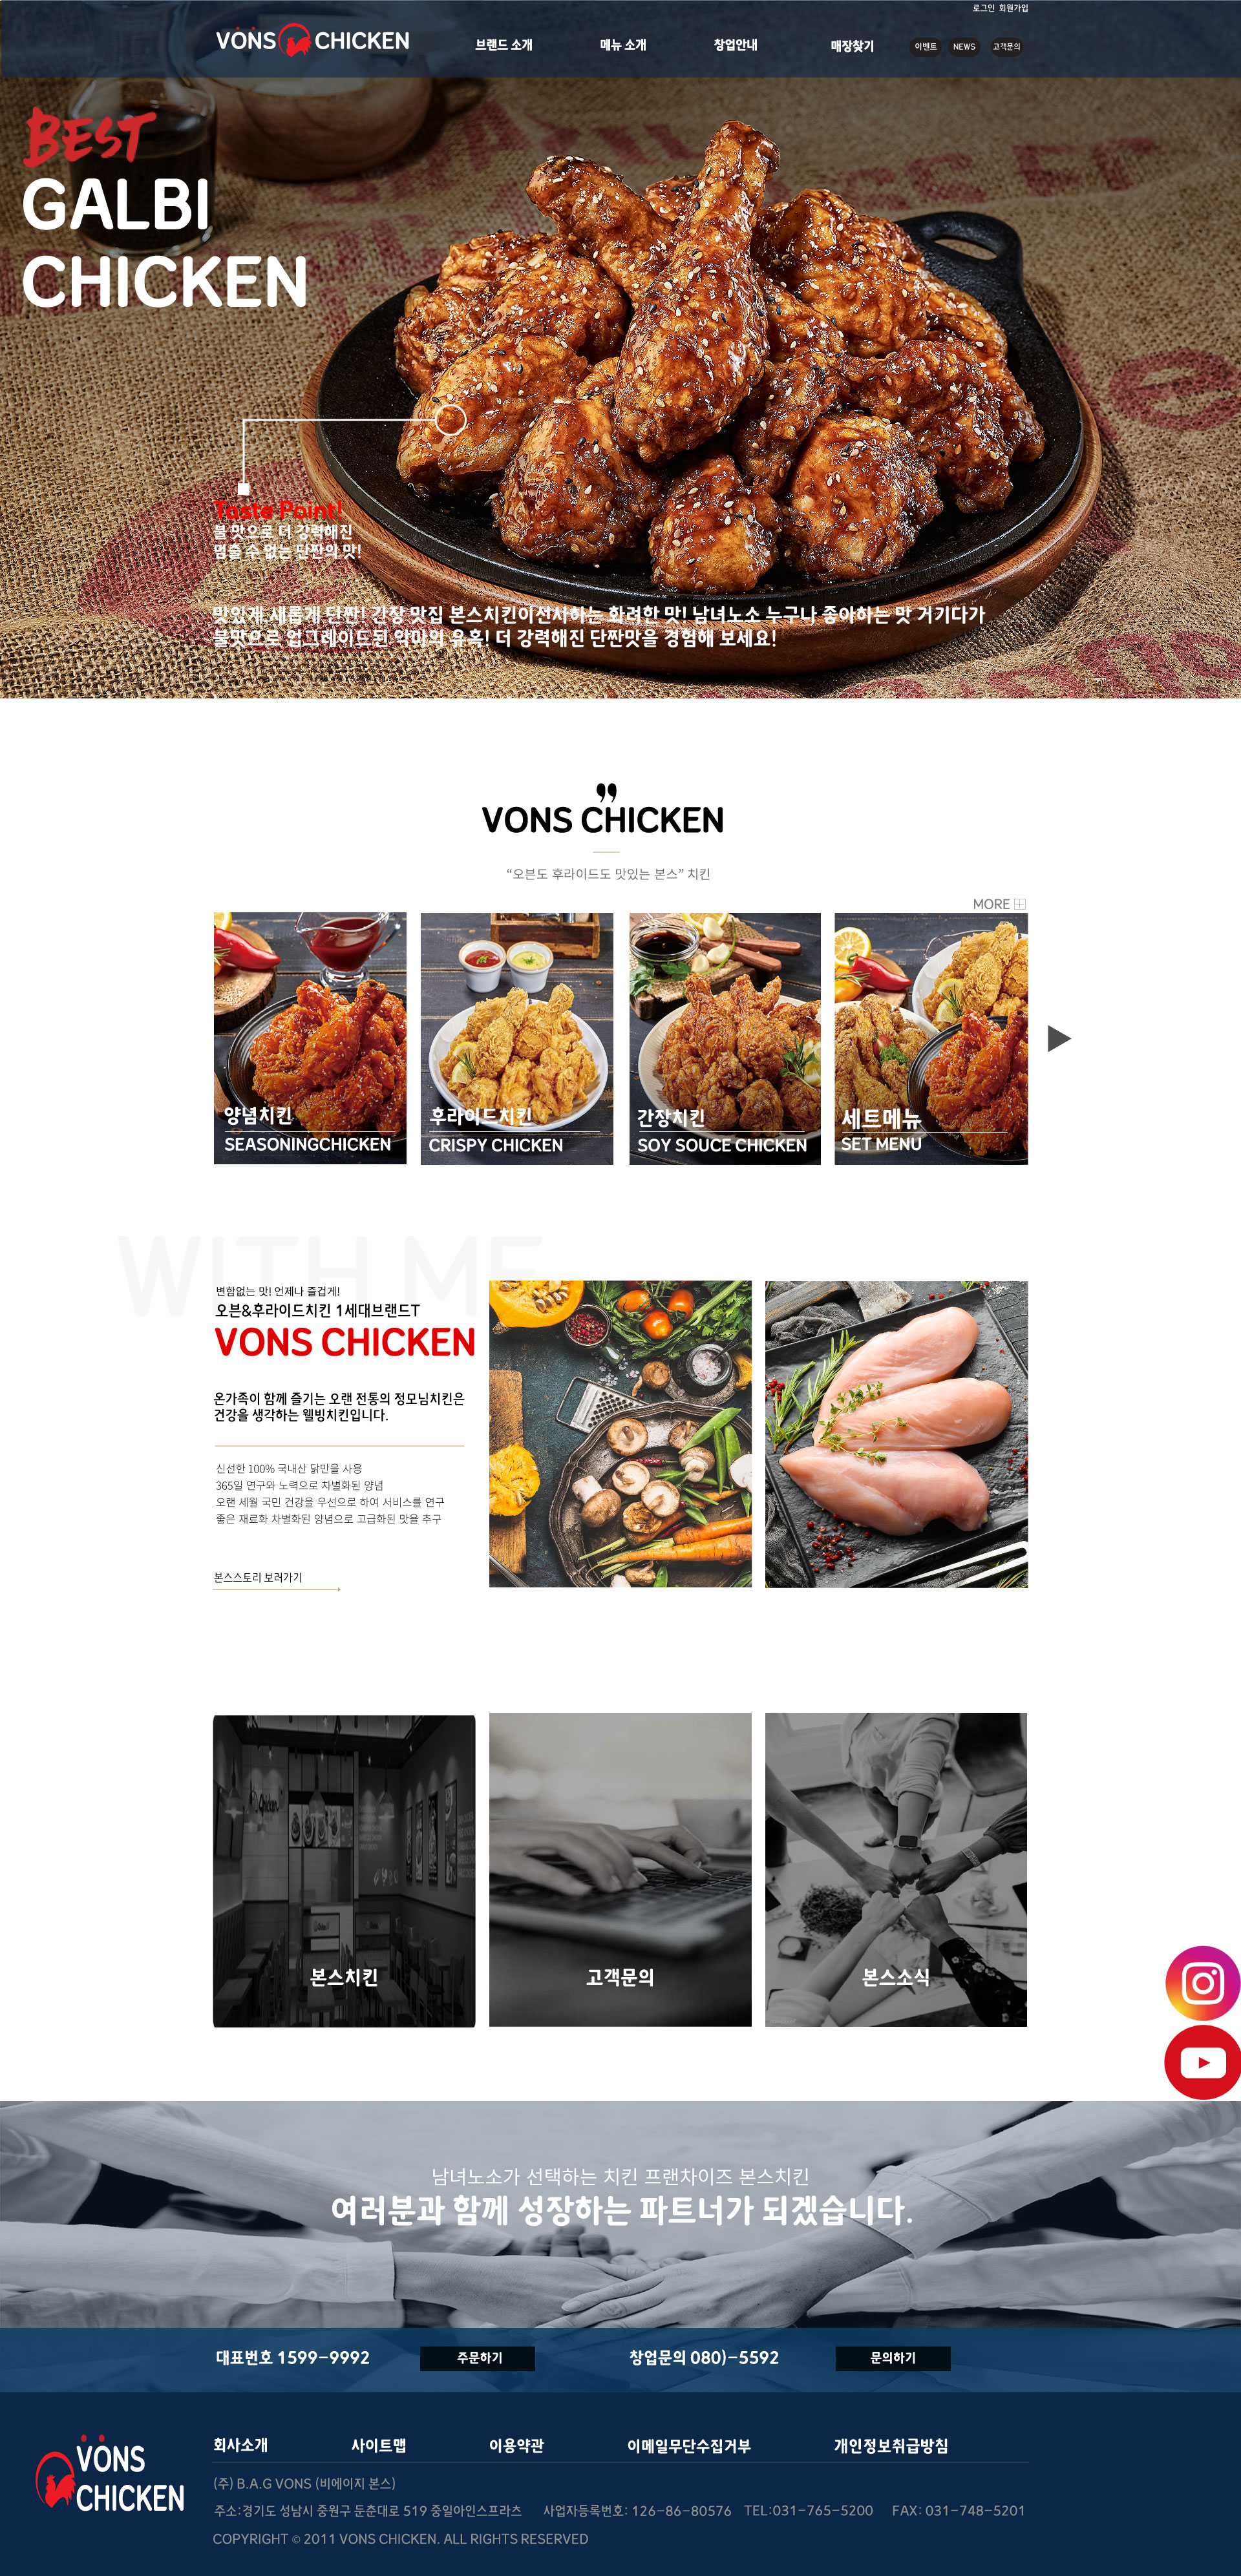 로그인 회원가입
VONS CHICKEN
브랜드 소개
메뉴 소개
창업안내
매장찾기
이벤트
NEWS
고객문의
BEST
GALBI
CHICKEN
Taste Point!
불 맛으로 더 강력해진
멈출 수 없는 단짠의 맛!
맛있게 새롭게 단짠! 간장 맛집 본스치킨이선사하는 화려한 맛! 남녀노소 누구나 좋아하는 맛 거기다가
불맛으로 업그레이드된 악마의 유혹! 더 강력해진 단짠맛을 경험해 보세요!
VONS CHICKEN
“오븐도 후라이드도 맛있는 본스” 치킨
MORE
양념치킨
SEASONINGCHICKEN
후라이드치킨
CRISPY CHICKEN
간장치킨
SOY SOUCE CHICKEN
세트메뉴
SET MENU
WITH ME
변함없는 맛! 언제나 즐겁게!
오븐&후라이드치킨 1세대브랜드T
VONS CHICKEN
온가족이 함께 즐기는 오랜 전통의 정모님치킨은
건강을 생각하는 웰빙치킨입니다.
신선한 100% 국내산 닭만을 사용
365일 연구와 노력으로 차별화된 양념
오랜 세월 국민 건강을 우선으로 하여 서비스를 연구
좋은 재료화 차별화된 양념으로 고급화된 맛을 추구
본스스토리 보러가기
본스치킨
고객문의
본스소식
남녀노소가 선택하는 치킨 프랜차이즈 본스치킨
여러분과 함께 성장하는 파트너가 되겠습니다.
대표번호 1599-9992
주문하기
창업문의 080)-5592
문의하기
VONS
CHICKEN
회사소개
사이트맵
이용약관
이메일무단수집거부
개인정보취급방침
(주) B.A.G VONS (비에이지 본스)
주소:경기도 성남시 중원구 둔춘대로 519 중일아인스프라츠 사업자등록번호: 126-86-80576 TEL:031-765-5200 FAX: 031-748-5201
COPYRIGHT © 2011 VONS CHICKEN. ALL RIGHTS RESERVED